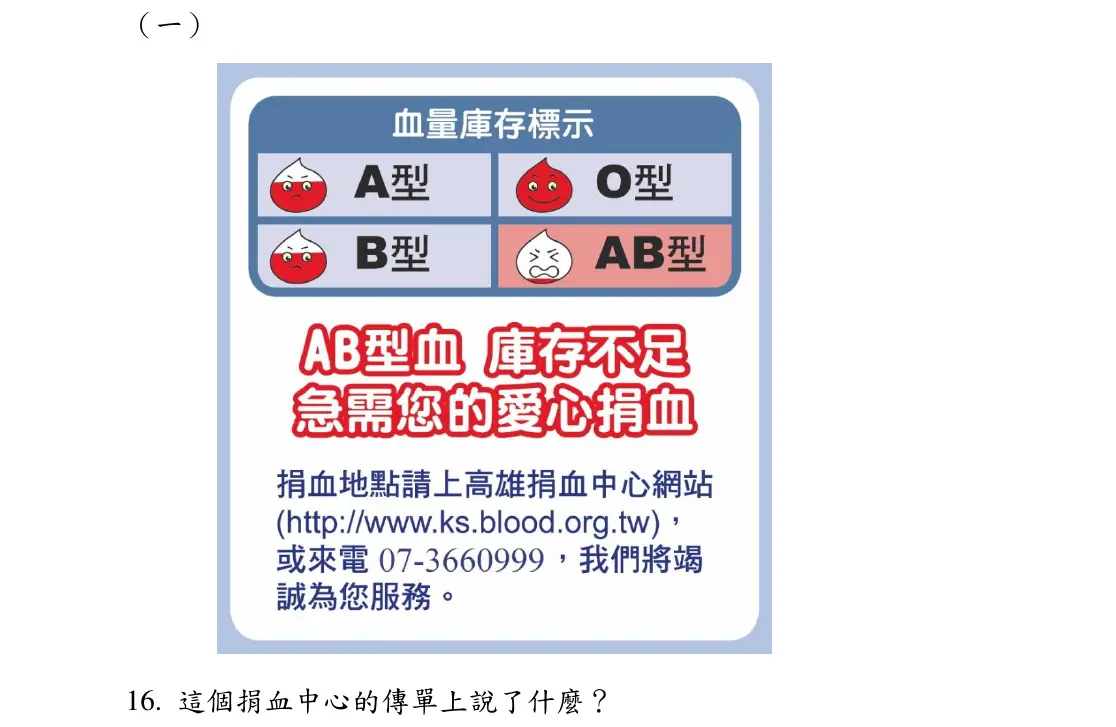 （一）
血量庫存標示
A型
O型
B型
AB型
AB型血 庫存不足
急需您的愛心捐血
捐血地點請上高雄捐血中心網站
(http://www.ks.blood.org.tw)，
或來電 07-3660999，我們將竭
誠為您服務。
16. 這個捐血中心的傳單上說了什麼？